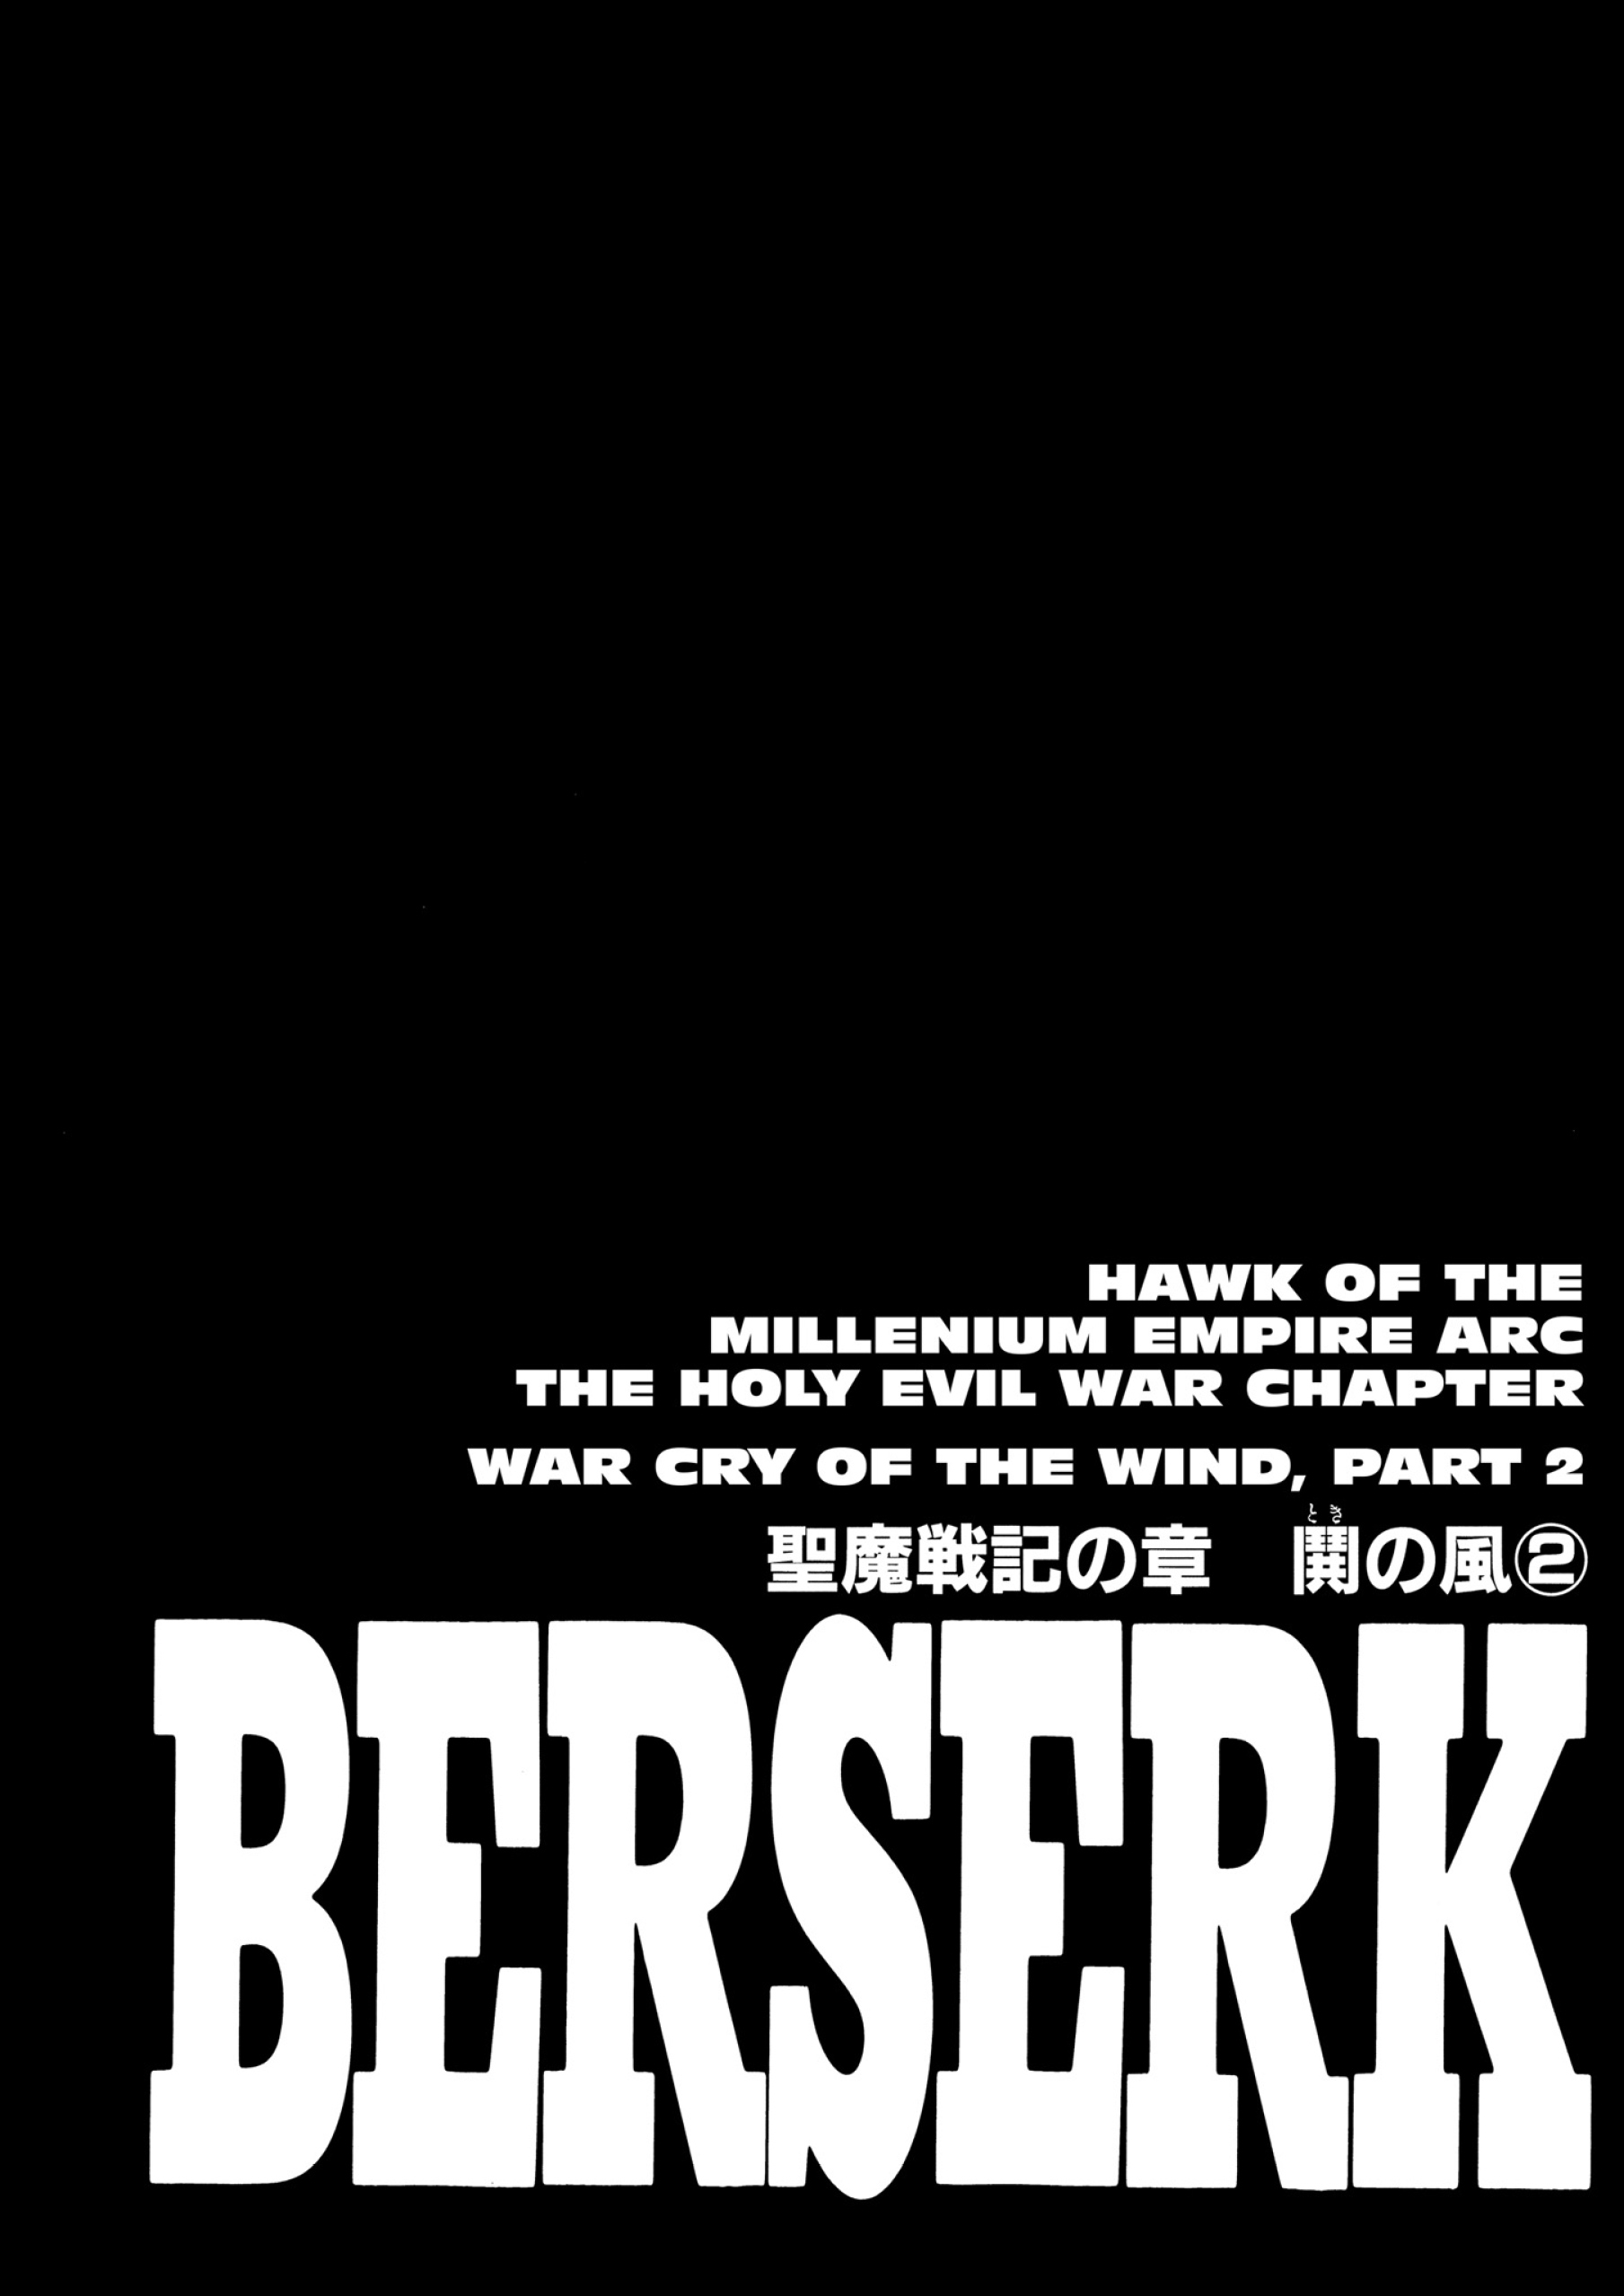 HAWK OF THE
MILLENIUM EMPIRE ARC
THE HOLY EVIL WAR CHAPTER
WAR CRY OF THE WIND, PART 2
とき
聖魔戦記の章　鬨の風②
BERSERK